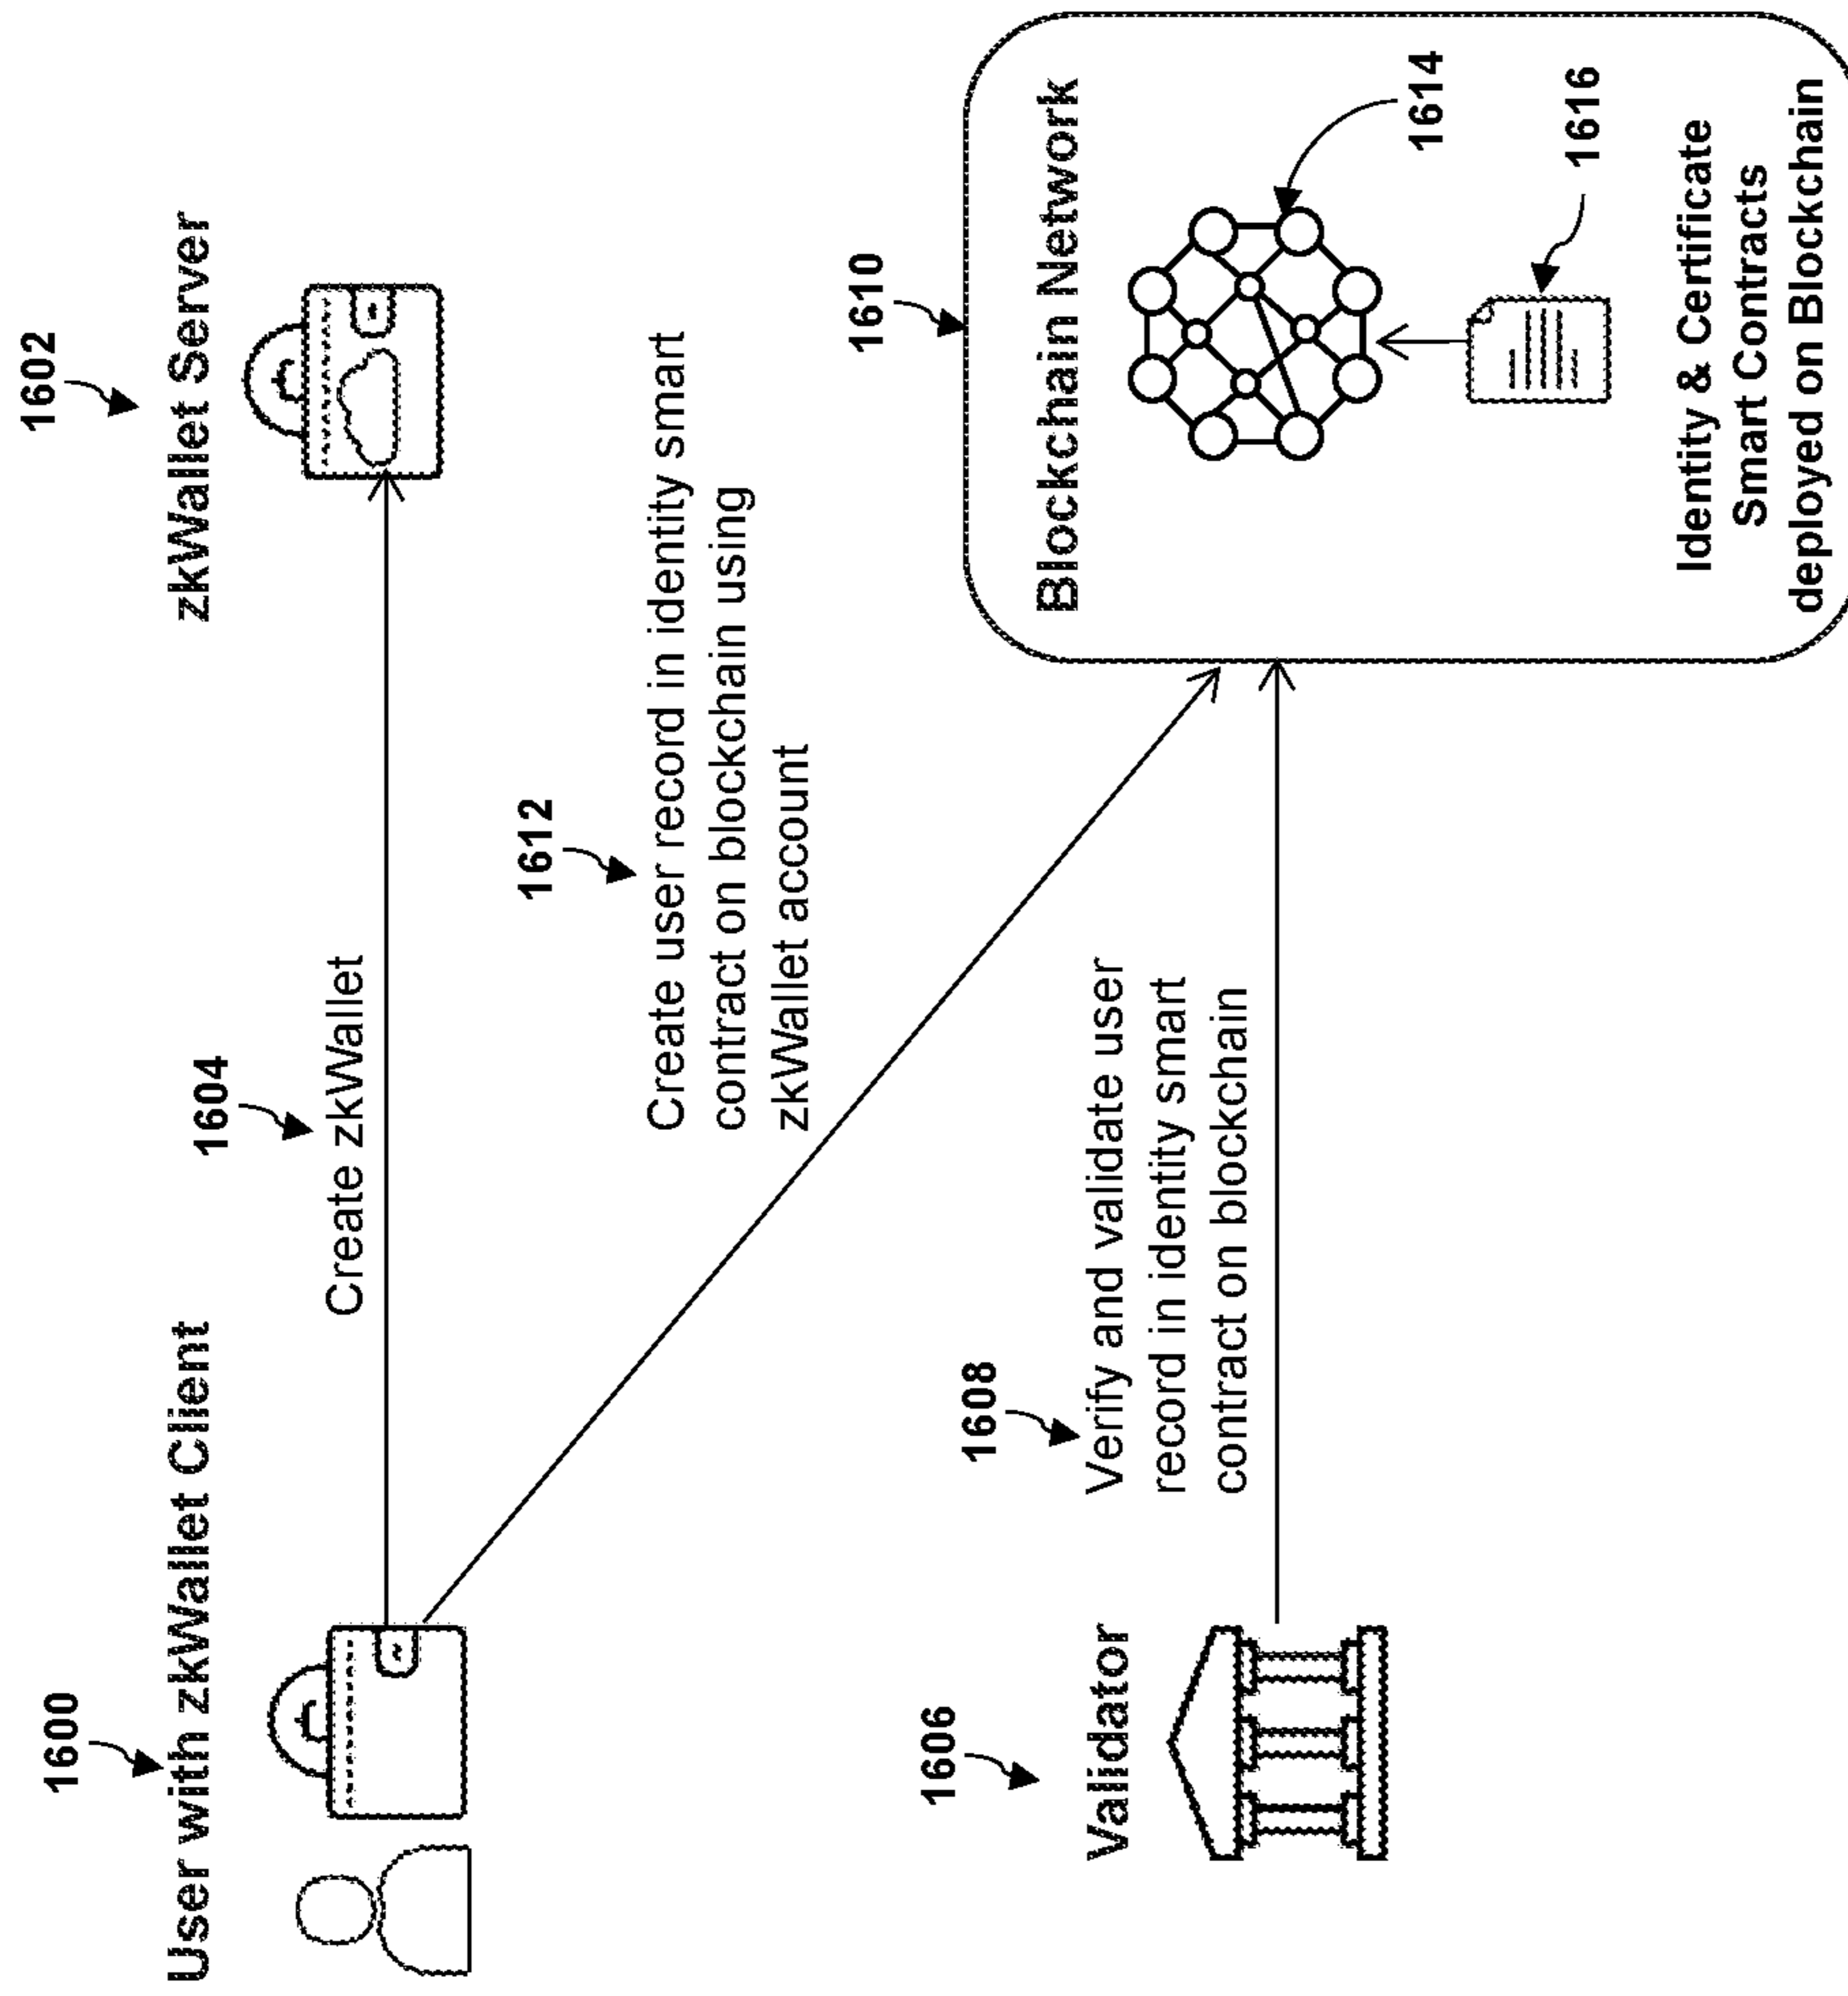 1600
User with zkWallet Client
1604
Create zkWallet
1602
zkWallet Server
1612
Create user record in identity smart
contract on blockchain using
zkWallet account
1606
Validator
1608
Verify and validate user
record in identity smart
contract on blockchain
1610
Blockchain Network
1614
1616
Identity & Certificate
Smart Contracts
deployed on Blockchain